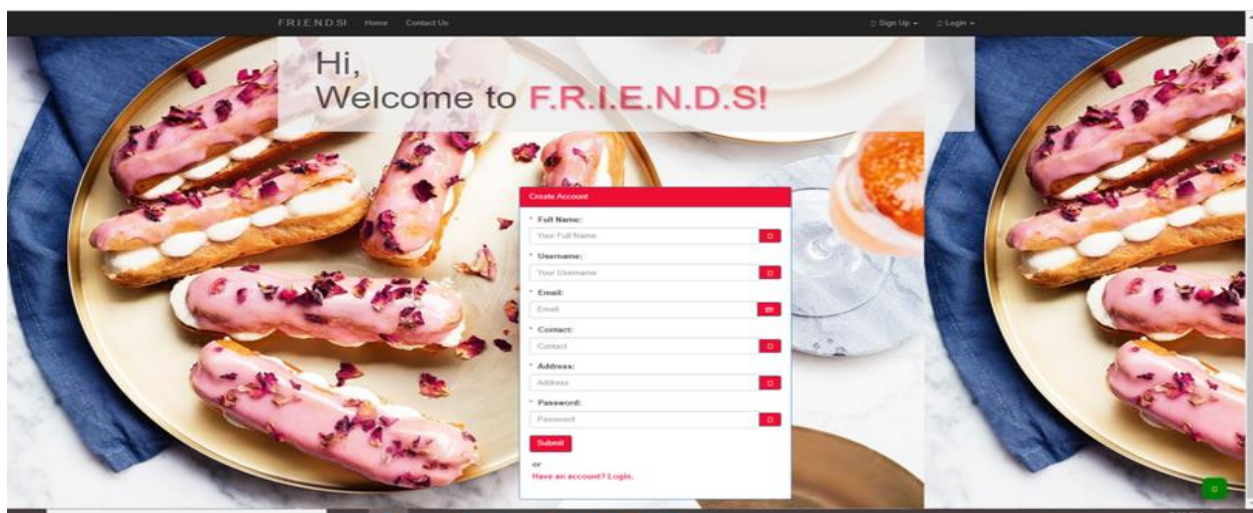 F.R.I.E.N.D.S! Home Contact Us Sign Up Login
Hi,
Welcome to F.R.I.E.N.D.S!
Create Account
* Full Name:
Your Full Name
* Username:
Your Username
* Email:
Email
* Contact:
Contact
* Address:
Address
* Password:
Password
Submit
or
Have an account? Login.